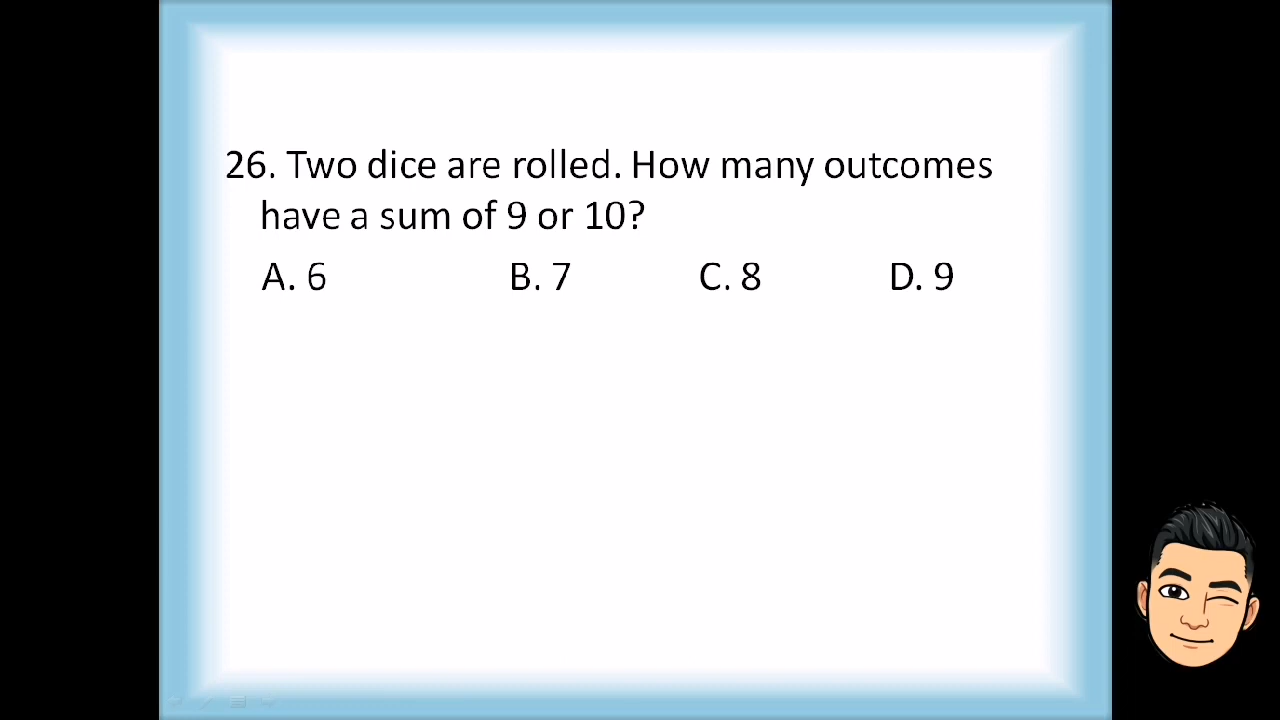 26. Two dice are rolled. How many outcomes
have a sum of 9 or 10?
A. 6 B. 7 C. 8 D. 9